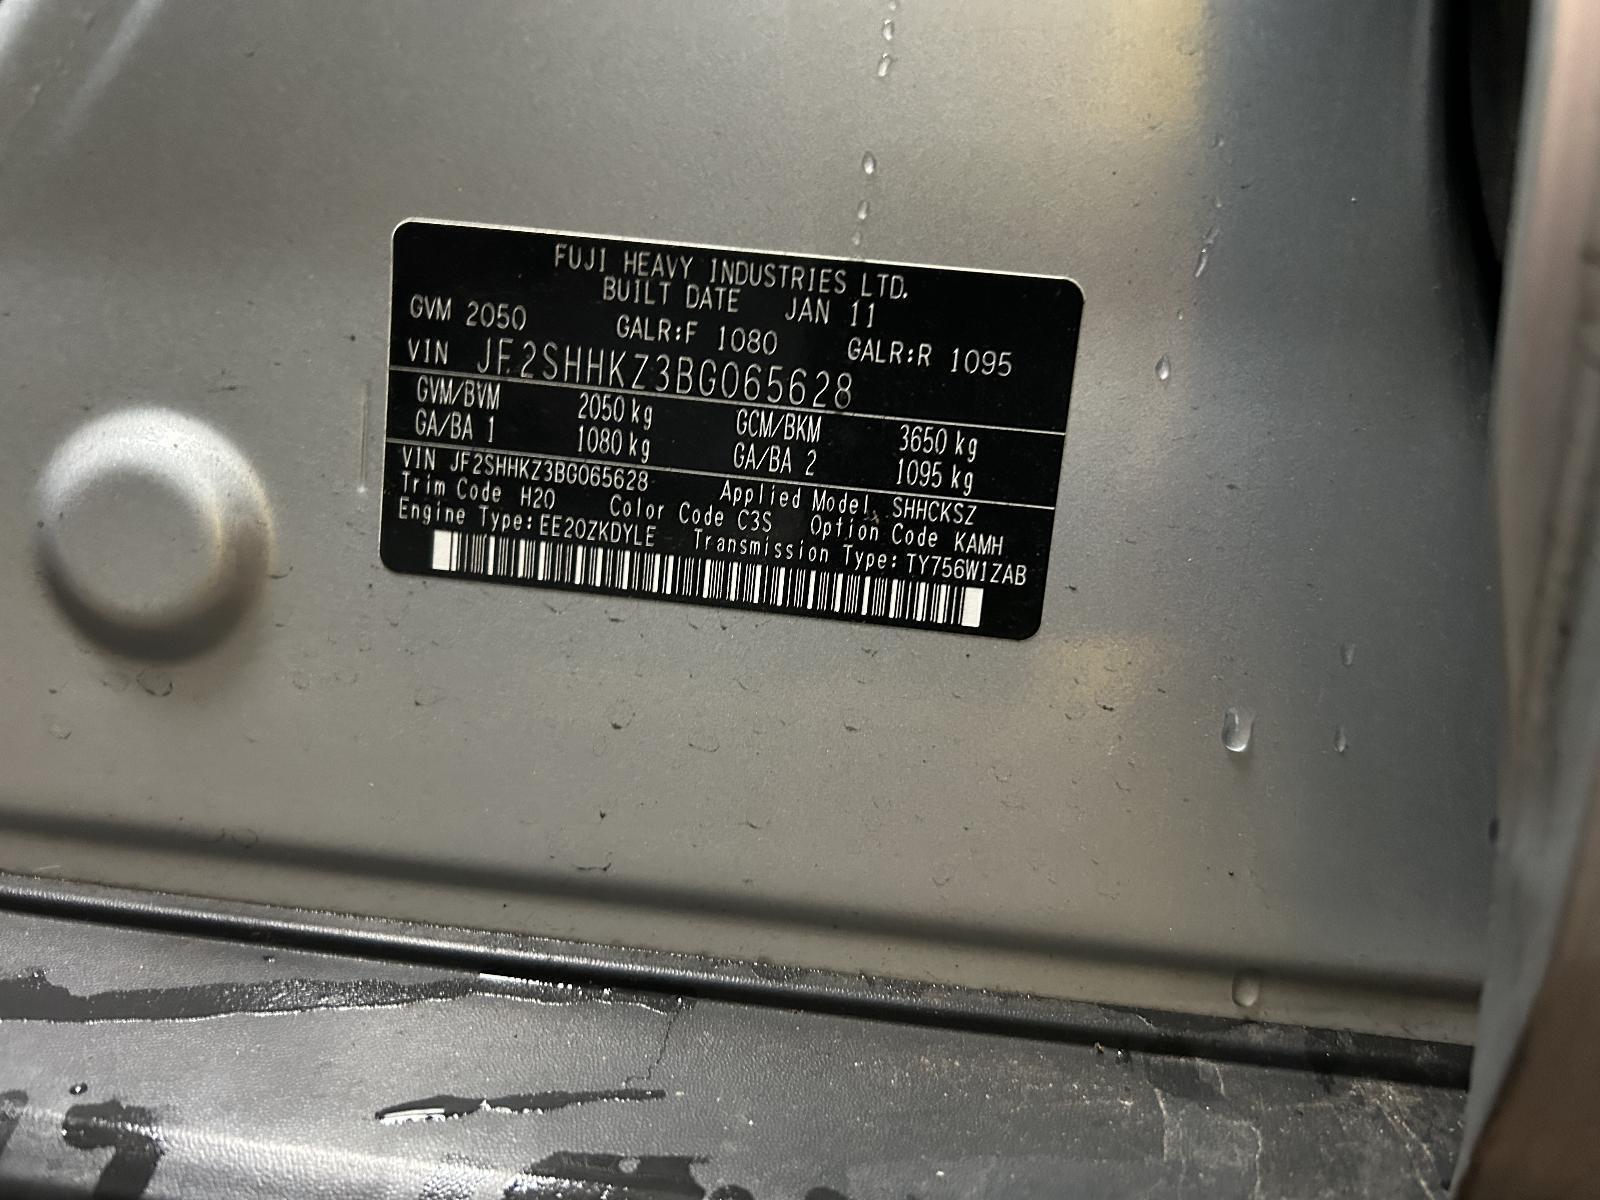 FUJI HEAVY INDUSTRIES LTD.
BUILT DATE JAN 11
GVM 2050 GALR:F 1080 GALR:R 1095
VIN JF2SHHKZ3BG065628
GVM/BVM 2050 kg GCM/BKM 3650 kg
GA/BA 1 1080 kg GA/BA 2 1095 kg
VIN JF2SHHKZ3BG065628 Applied Model SHHCKSZ
Trim Code H20 Color Code C3S Option Code KAMH
Engine Type: EE20ZKDYLE Transmission Type: TY756W1ZAB